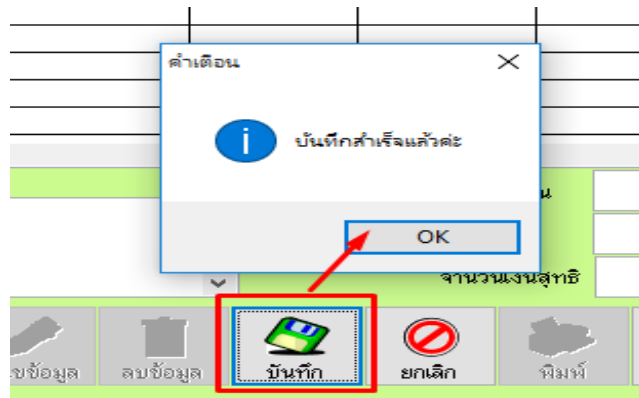 คำเตือน
บันทึกสำเร็จแล้วค่ะ
OK
จำนวนเงินสุทธิ
ลบข้อมูล
บันทึก
ยกเลิก
พิมพ์